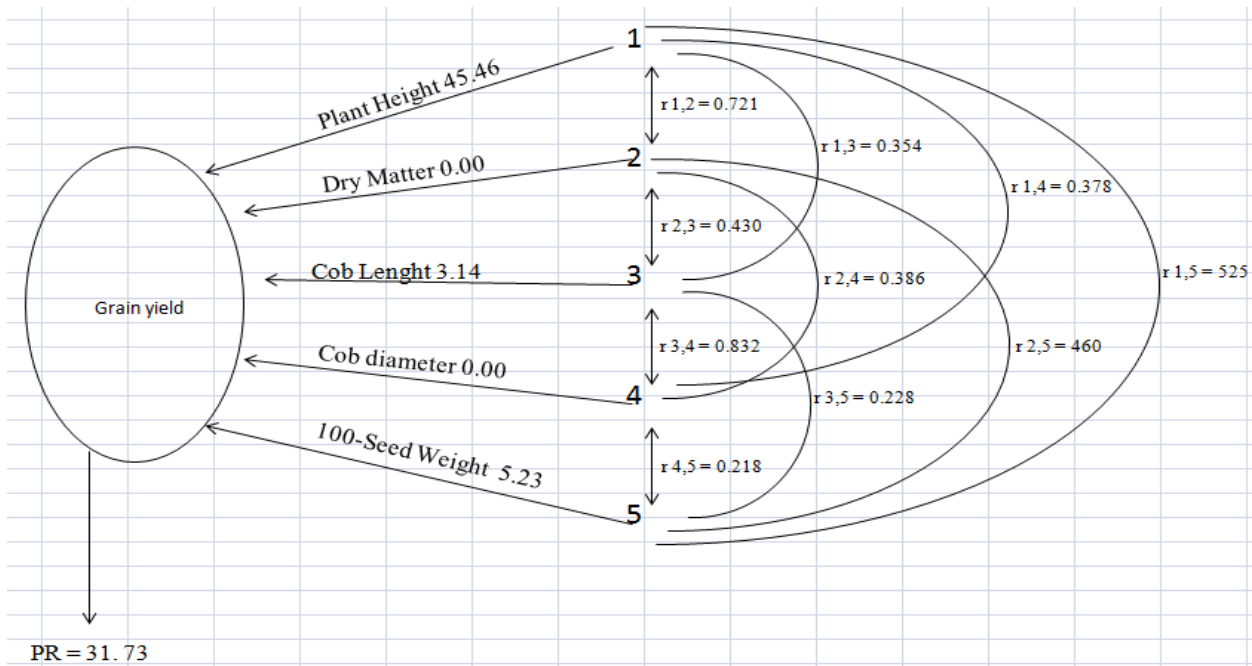 1
Plant Height 45.46
r 1,2 = 0.721
r 1,3 = 0.354
2
Dry Matter 0.00
r 1,4 = 0.378
r 2,3 = 0.430
3
Cob Lenght 3.14
r 2,4 = 0.386
r 1,5 = 525
Grain yield
r 3,4 = 0.832
r 2,5 = 460
Cob diameter 0.00
4
r 3,5 = 0.228
100-Seed Weight 5.23
r 4,5 = 0.218
5
PR = 31. 73